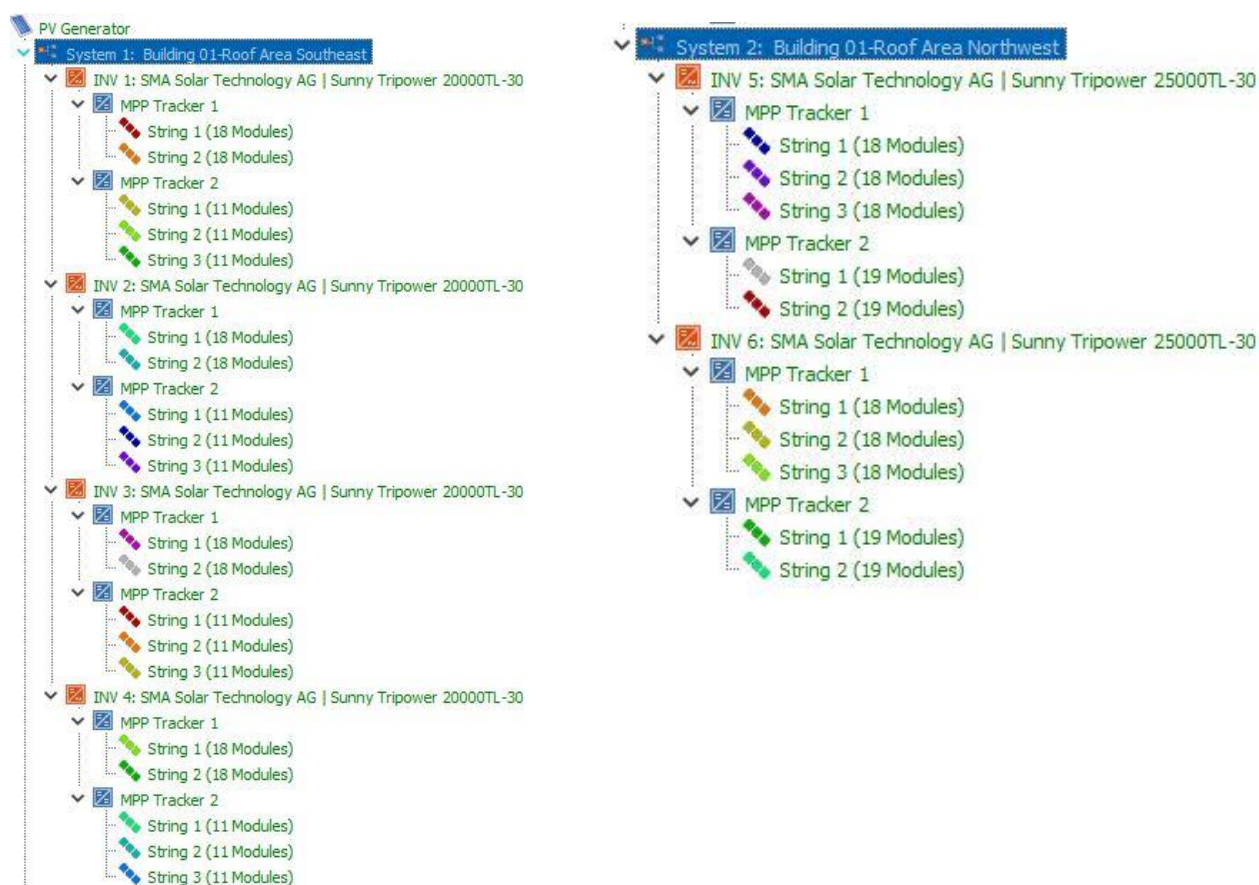 PV Generator
System 1: Building 01-Roof Area Southeast
INV 1: SMA Solar Technology AG | Sunny Tripower 20000TL-30
MPP Tracker 1
String 1 (18 Modules)
String 2 (18 Modules)
MPP Tracker 2
String 1 (11 Modules)
String 2 (11 Modules)
String 3 (11 Modules)
INV 2: SMA Solar Technology AG | Sunny Tripower 20000TL-30
MPP Tracker 1
String 1 (18 Modules)
String 2 (18 Modules)
MPP Tracker 2
String 1 (11 Modules)
String 2 (11 Modules)
String 3 (11 Modules)
INV 3: SMA Solar Technology AG | Sunny Tripower 20000TL-30
MPP Tracker 1
String 1 (18 Modules)
String 2 (18 Modules)
MPP Tracker 2
String 1 (11 Modules)
String 2 (11 Modules)
String 3 (11 Modules)
INV 4: SMA Solar Technology AG | Sunny Tripower 20000TL-30
MPP Tracker 1
String 1 (18 Modules)
String 2 (18 Modules)
MPP Tracker 2
String 1 (11 Modules)
String 2 (11 Modules)
String 3 (11 Modules)
System 2: Building 01-Roof Area Northwest
INV 5: SMA Solar Technology AG | Sunny Tripower 25000TL-30
MPP Tracker 1
String 1 (18 Modules)
String 2 (18 Modules)
String 3 (18 Modules)
MPP Tracker 2
String 1 (19 Modules)
String 2 (19 Modules)
INV 6: SMA Solar Technology AG | Sunny Tripower 25000TL-30
MPP Tracker 1
String 1 (18 Modules)
String 2 (18 Modules)
String 3 (18 Modules)
MPP Tracker 2
String 1 (19 Modules)
String 2 (19 Modules)